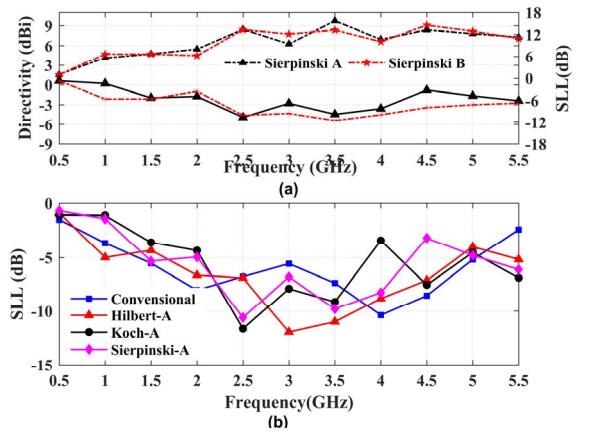 Directivity (dBi)
9
6
3
0
-3
-6
-9
18
12
6
0
-6
-12
-18
SLL(dB)
Sierpinski A
Sierpinski B
0.5 1 1.5 2 2.5 3 3.5 4 4.5 5 5.5
Frequency (GHz)
(a)
SLL (dB)
0
-5
-10
-15
Convensional
Hilbert-A
Koch-A
Sierpinski-A
0.5 1 1.5 2 2.5 3 3.5 4 4.5 5 5.5
Frequency(GHz)
(b)